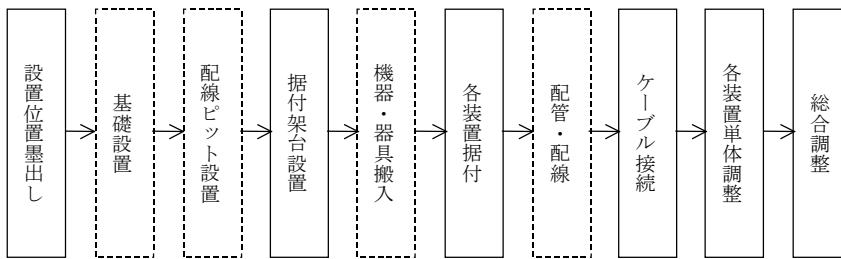 設置位置墨出し
基礎設置
配線ピット設置
据付架台設置
機器・器具搬入
各装置据付
配管・配線
ケーブル接続
各装置単体調整
総合調整